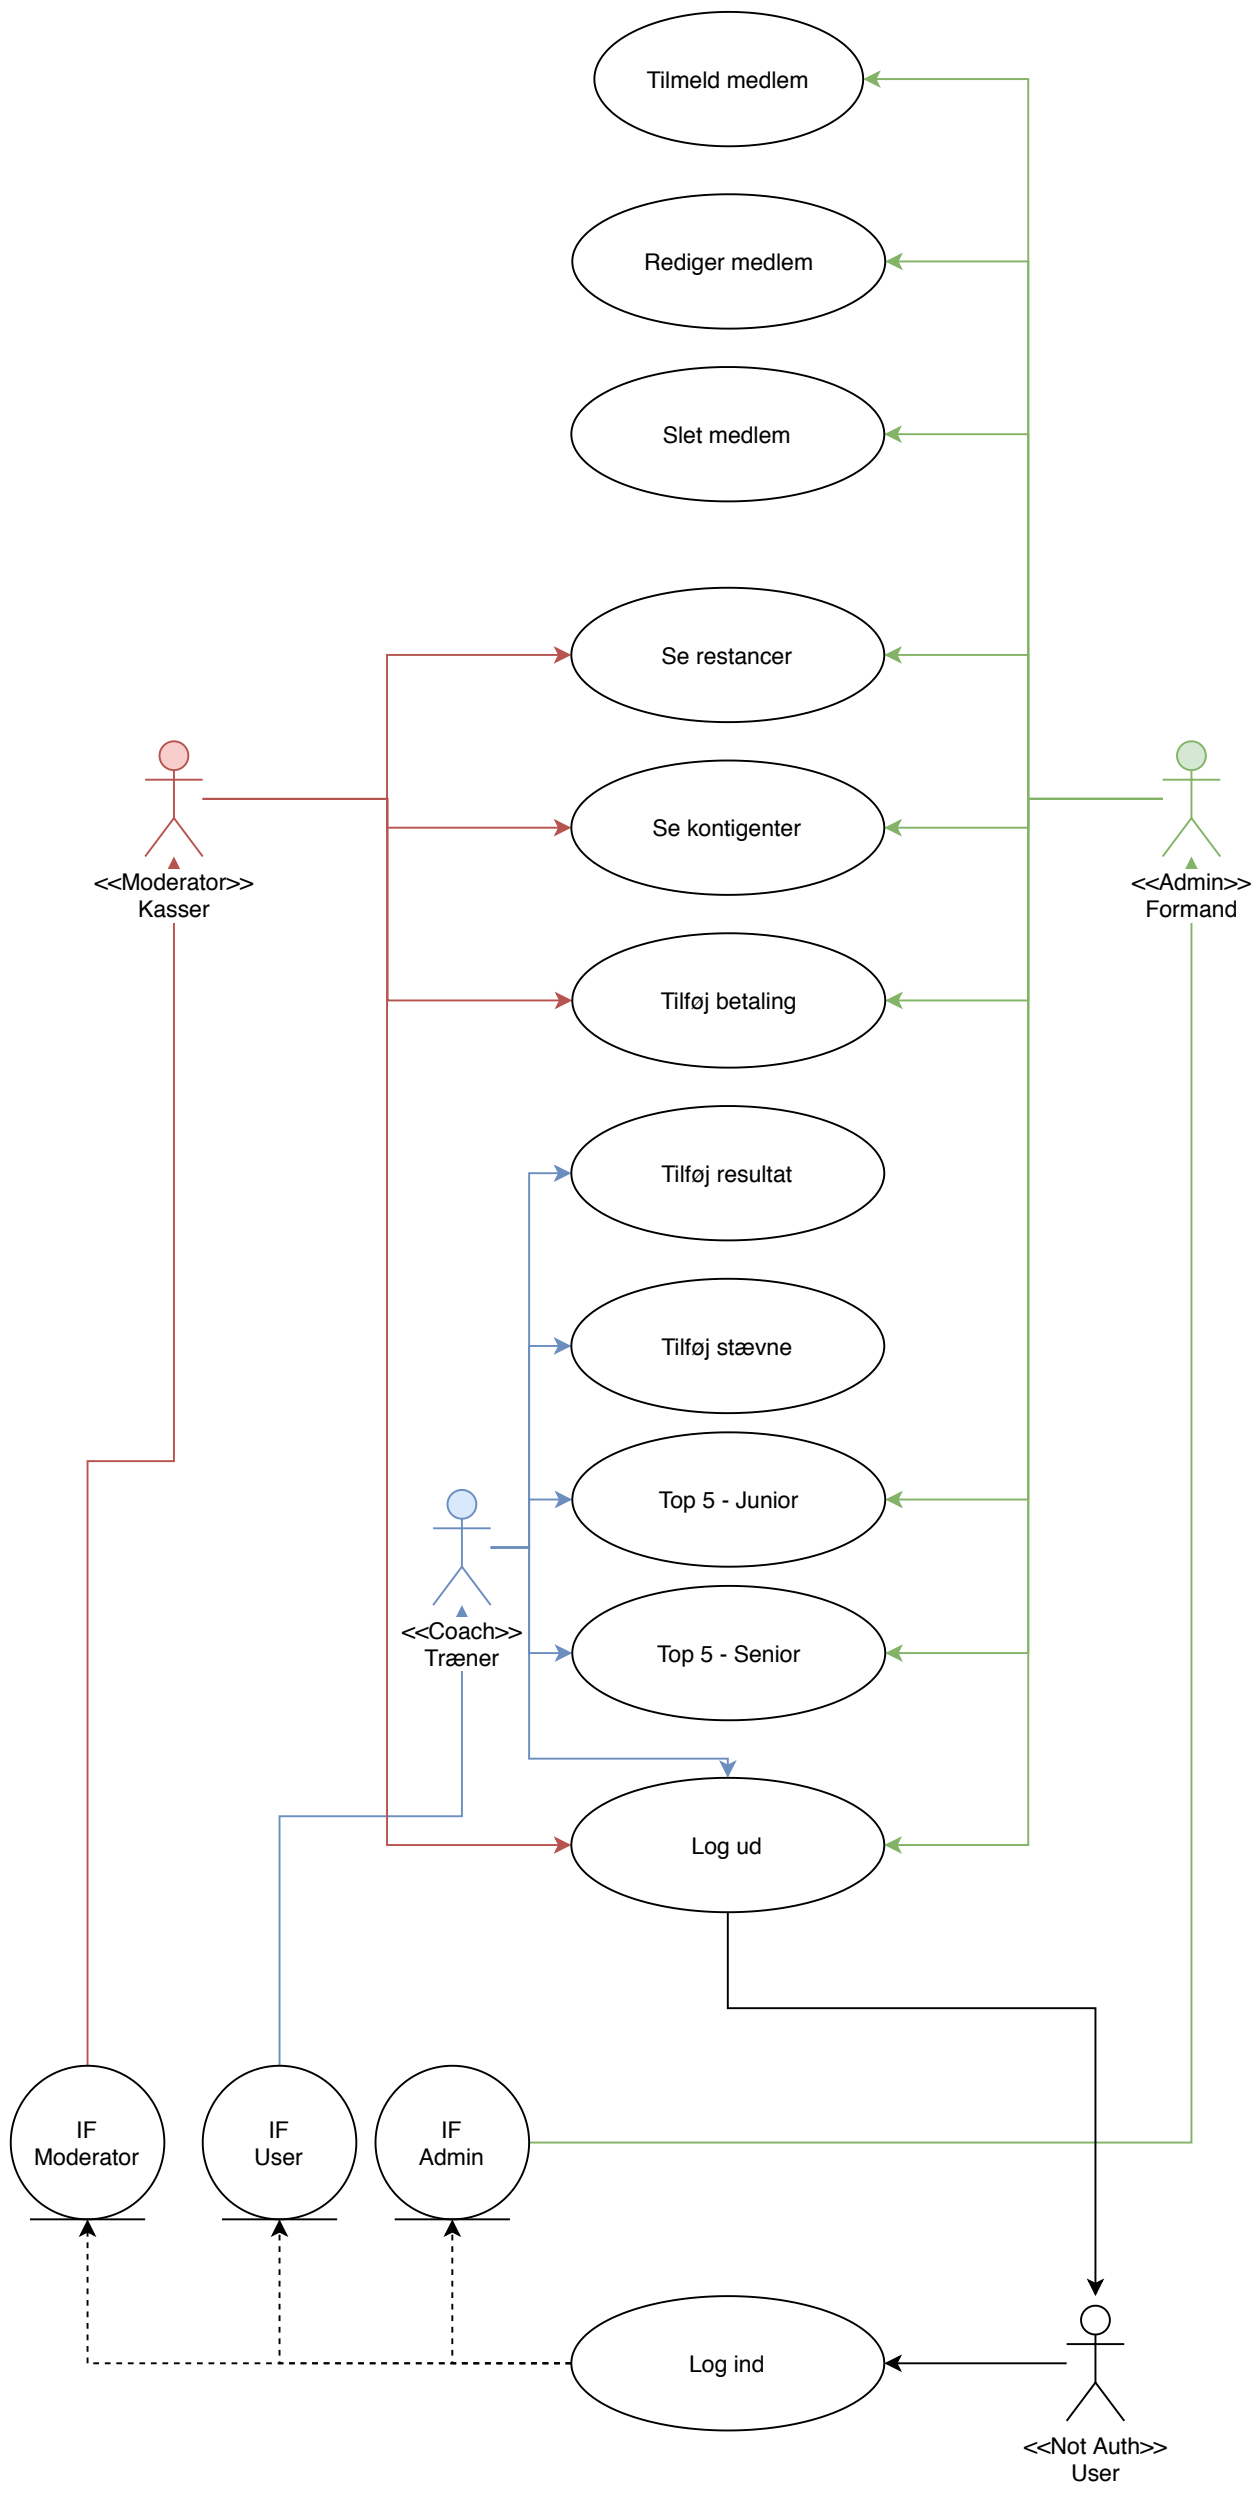 Tilmeld medlem
Rediger medlem
Slet medlem
Se restancer
Se kontigenter
<<Moderator>>
Kasser
<<Admin>>
Formand
Tilføj betaling
Tilføj resultat
Tilføj stævne
Top 5 - Junior
<<Coach>>
Træner
Top 5 - Senior
Log ud
IF
Moderator
IF
User
IF
Admin
Log ind
<<Not Auth>>
User